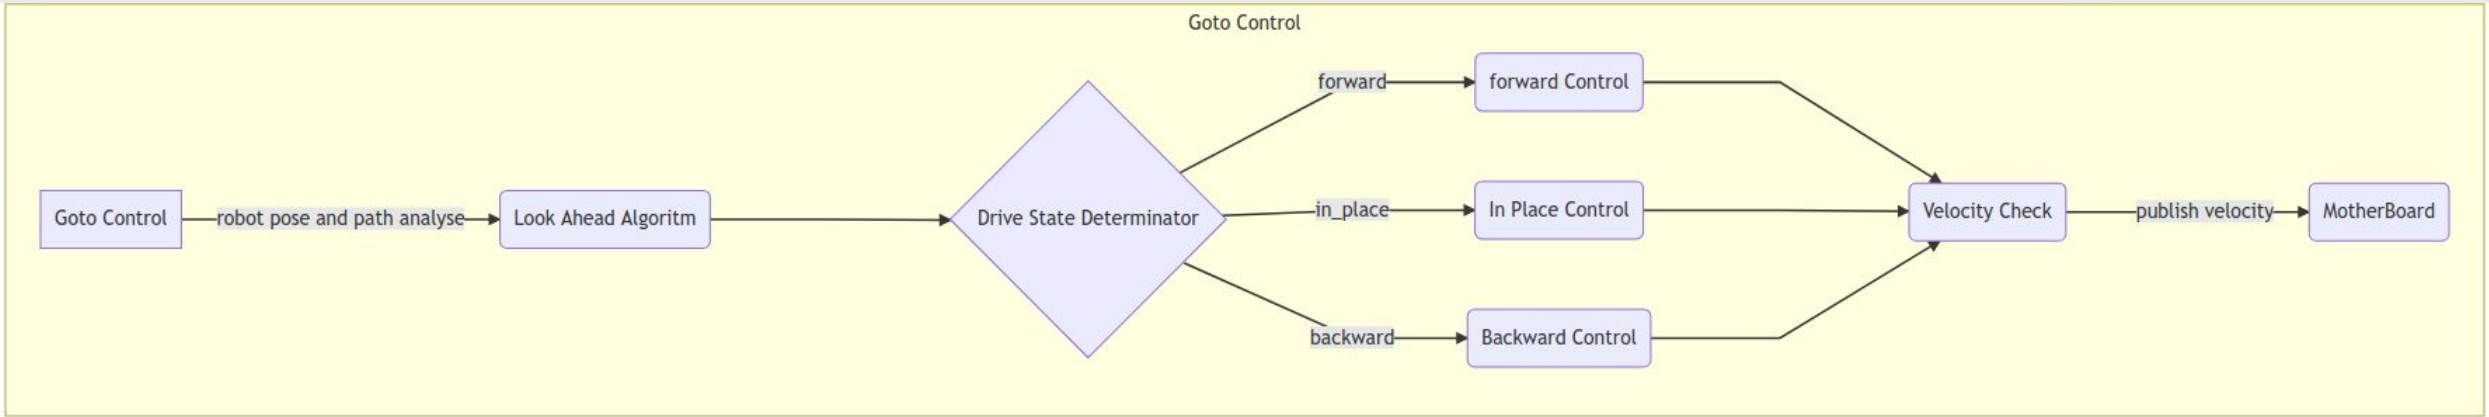 Goto Control
Goto Control
robot pose and path analyse
Look Ahead Algoritm
Drive State Determinator
forward
forward Control
in_place
In Place Control
backward
Backward Control
Velocity Check
publish velocity
MotherBoard